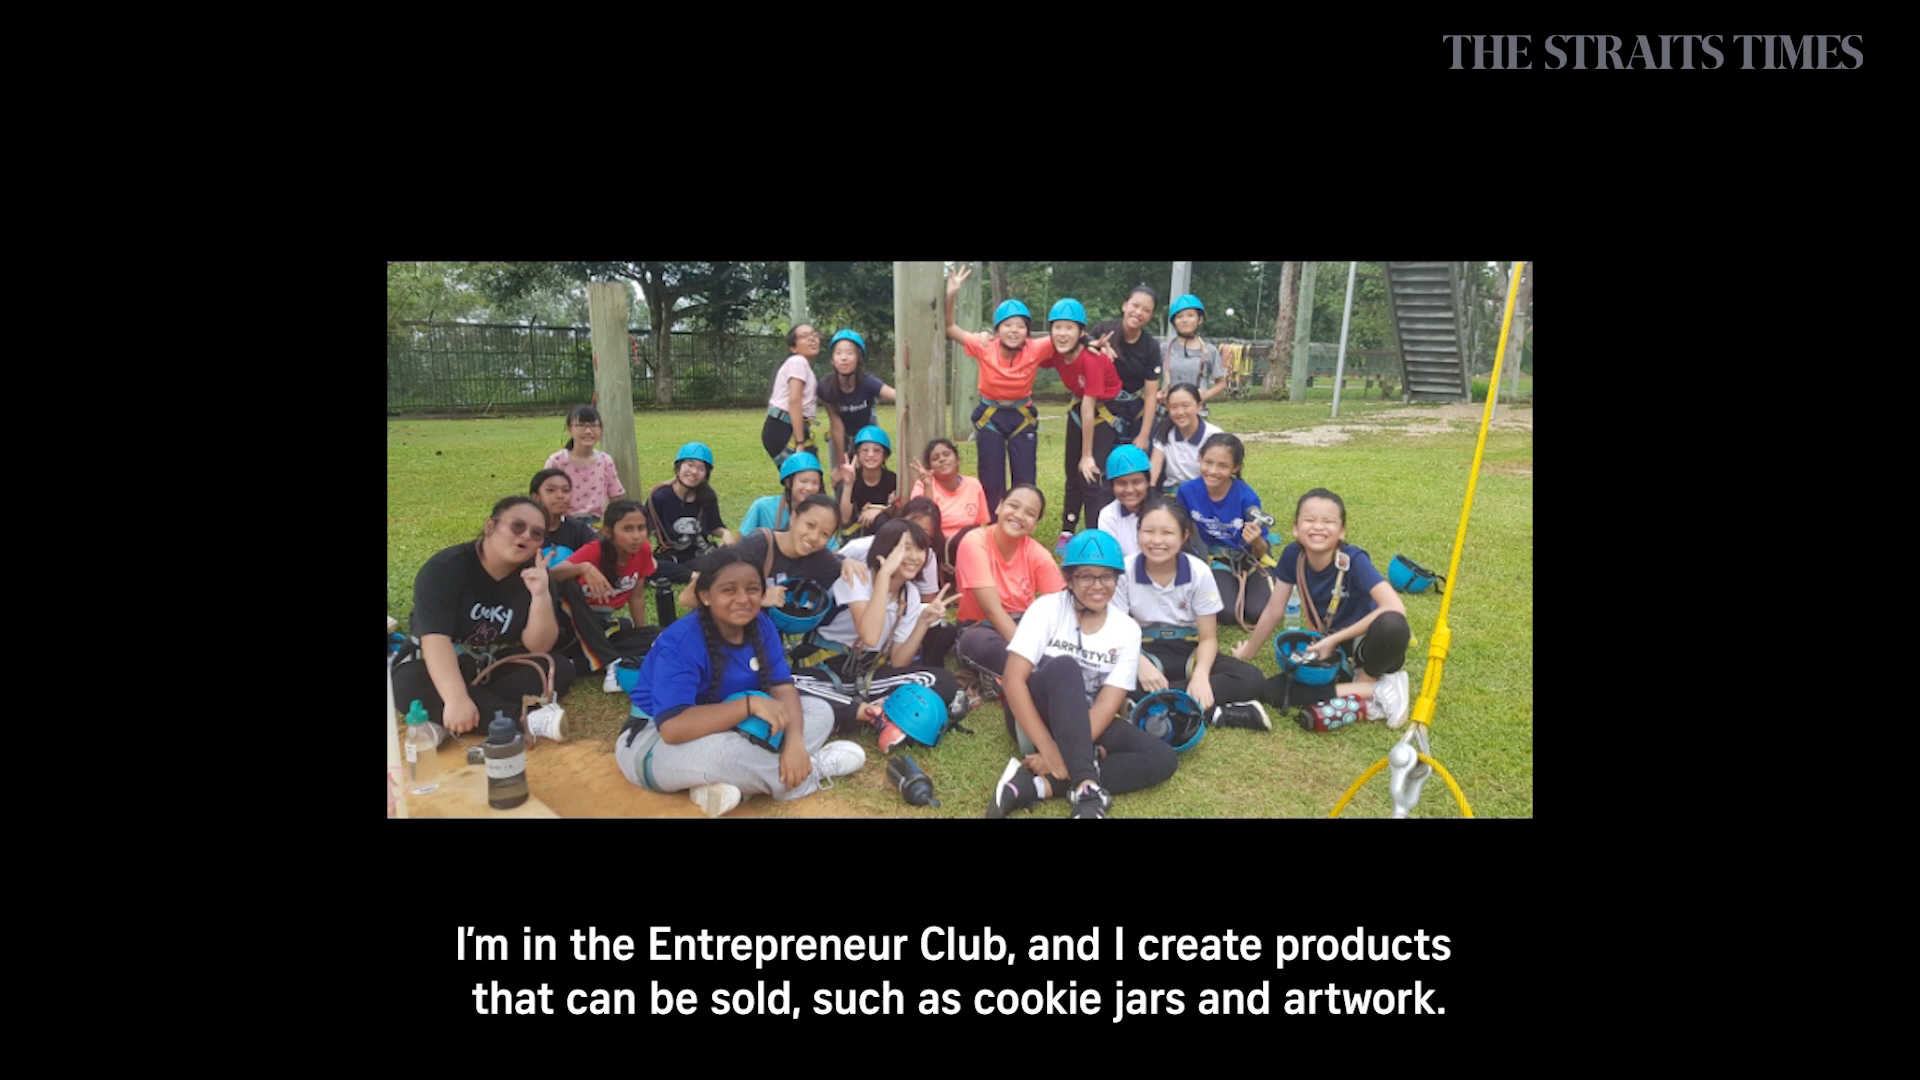 THE STRAITS TIMES
COOKY
I'm in the Entrepreneur Club, and I create products
that can be sold, such as cookie jars and artwork.